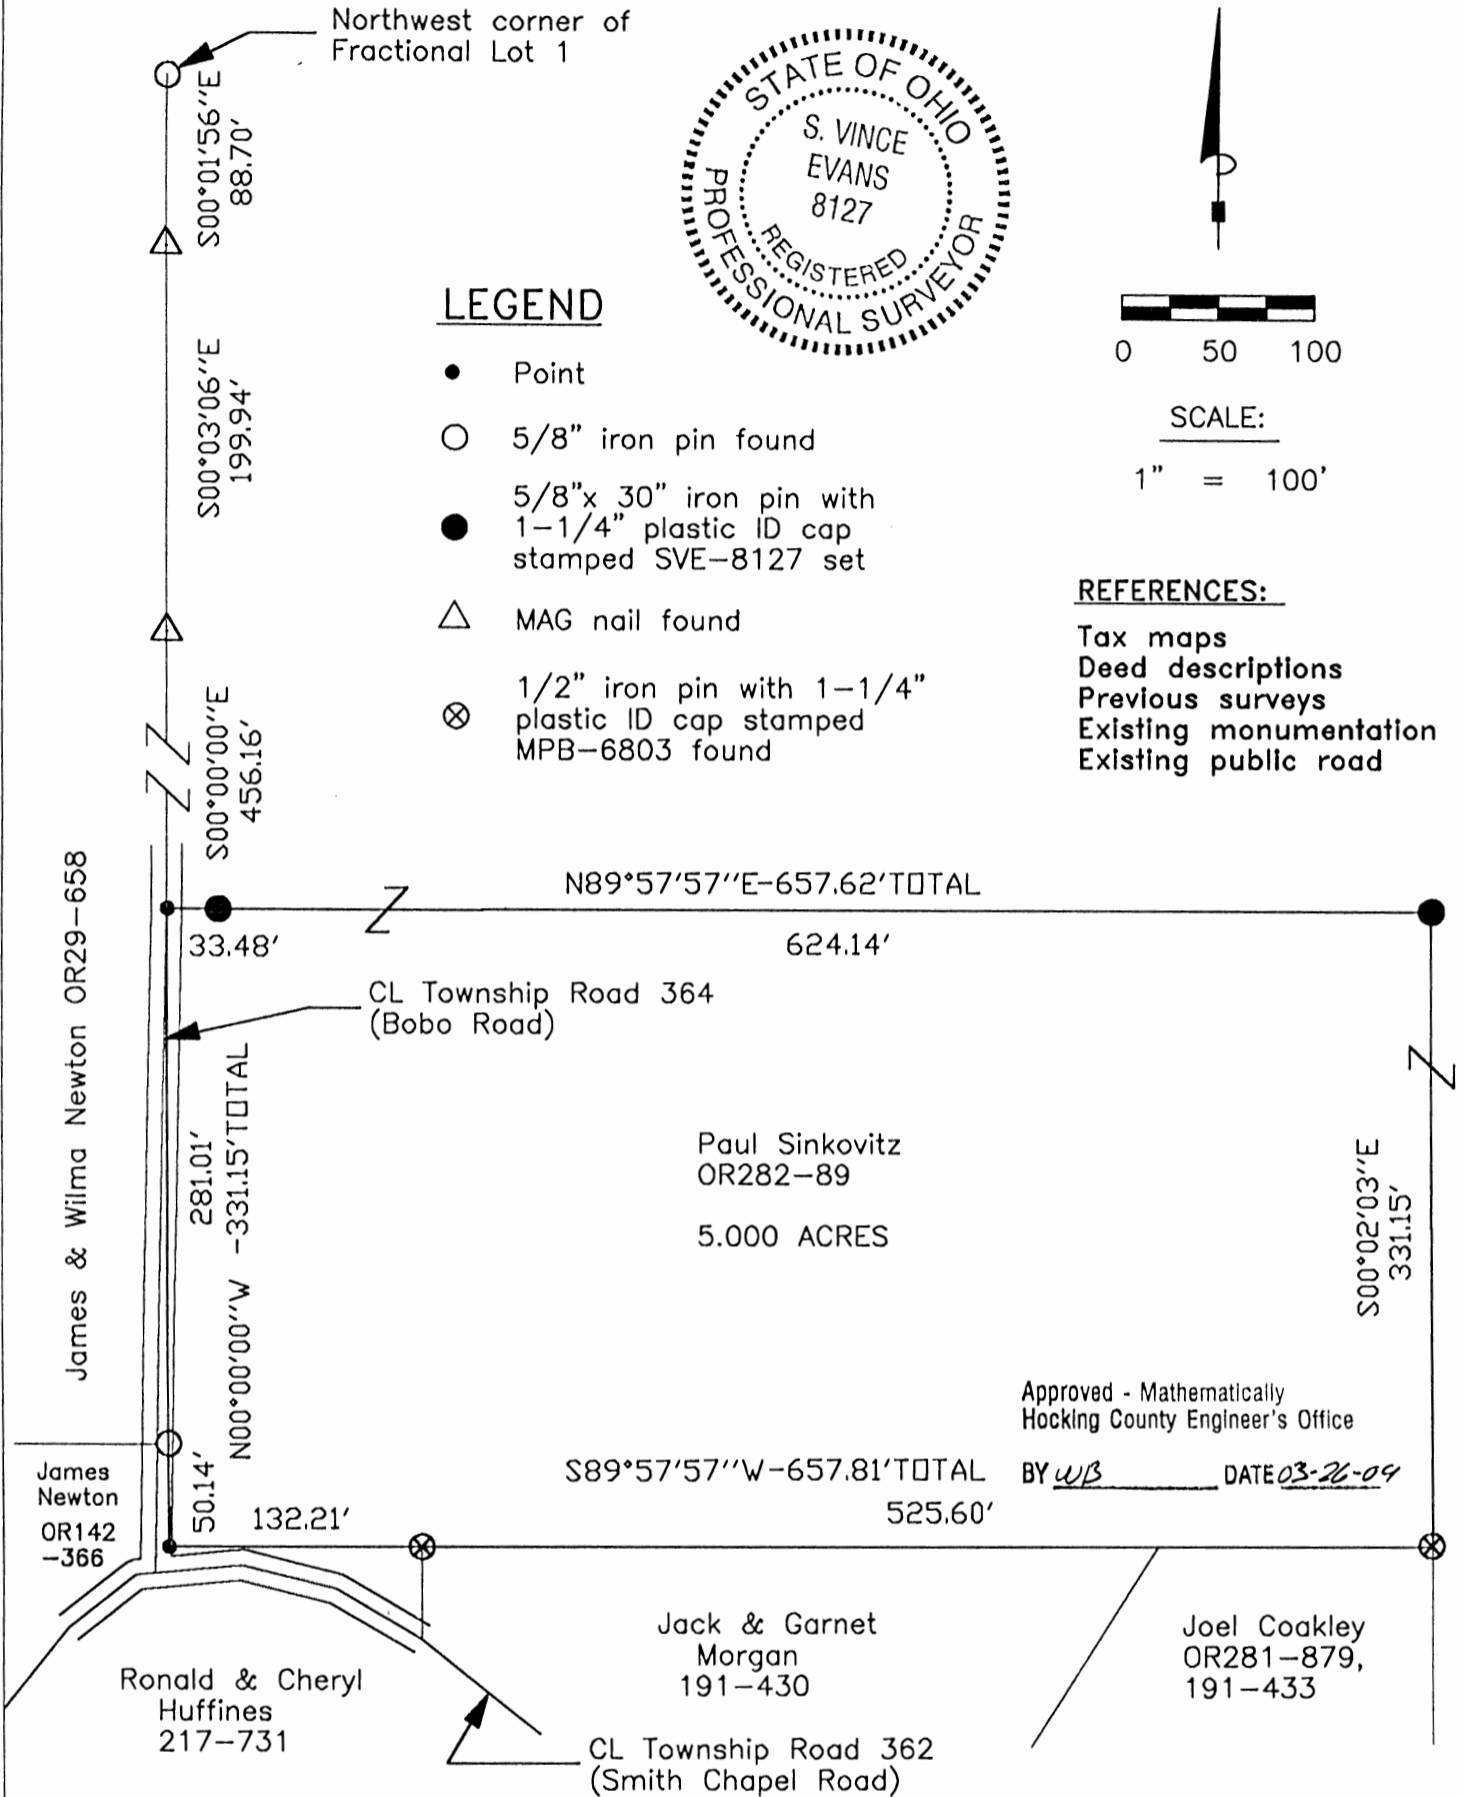 Northwest corner of
Fractional Lot 1
S00°01'56''E
88.70'
STATE OF OHIO
S. VINCE
EVANS
8127
REGISTERED
PROFESSIONAL SURVEYOR
0 50 100
SCALE:
1" = 100'
S00°03'06''E
199.94'
LEGEND
Point
5/8" iron pin found
5/8"x 30" iron pin with
1-1/4" plastic ID cap
stamped SVE-8127 set
MAG nail found
1/2" iron pin with 1-1/4"
plastic ID cap stamped
MPB-6803 found
REFERENCES:
Tax maps
Deed descriptions
Previous surveys
Existing monumentation
Existing public road
S00°00'00''E
456.16'
James & Wilma Newton OR29-658
N89°57'57''E-657.62'TOTAL
33.48'
624.14'
CL Township Road 364
(Bobo Road)
281.01'
N00°00'00''W -331.15'TOTAL
Paul Sinkovitz
OR282-89
5.000 ACRES
S00°02'03''E
331.15'
Approved - Mathematically
Hocking County Engineer's Office
BY WB DATE 03-26-04
James
Newton
OR142
-366
50.14'
132.21'
S89°57'57''W-657.81'TOTAL
525.60'
Ronald & Cheryl
Huffines
217-731
Jack & Garnet
Morgan
191-430
Joel Coakley
OR281-879,
191-433
CL Township Road 362
(Smith Chapel Road)